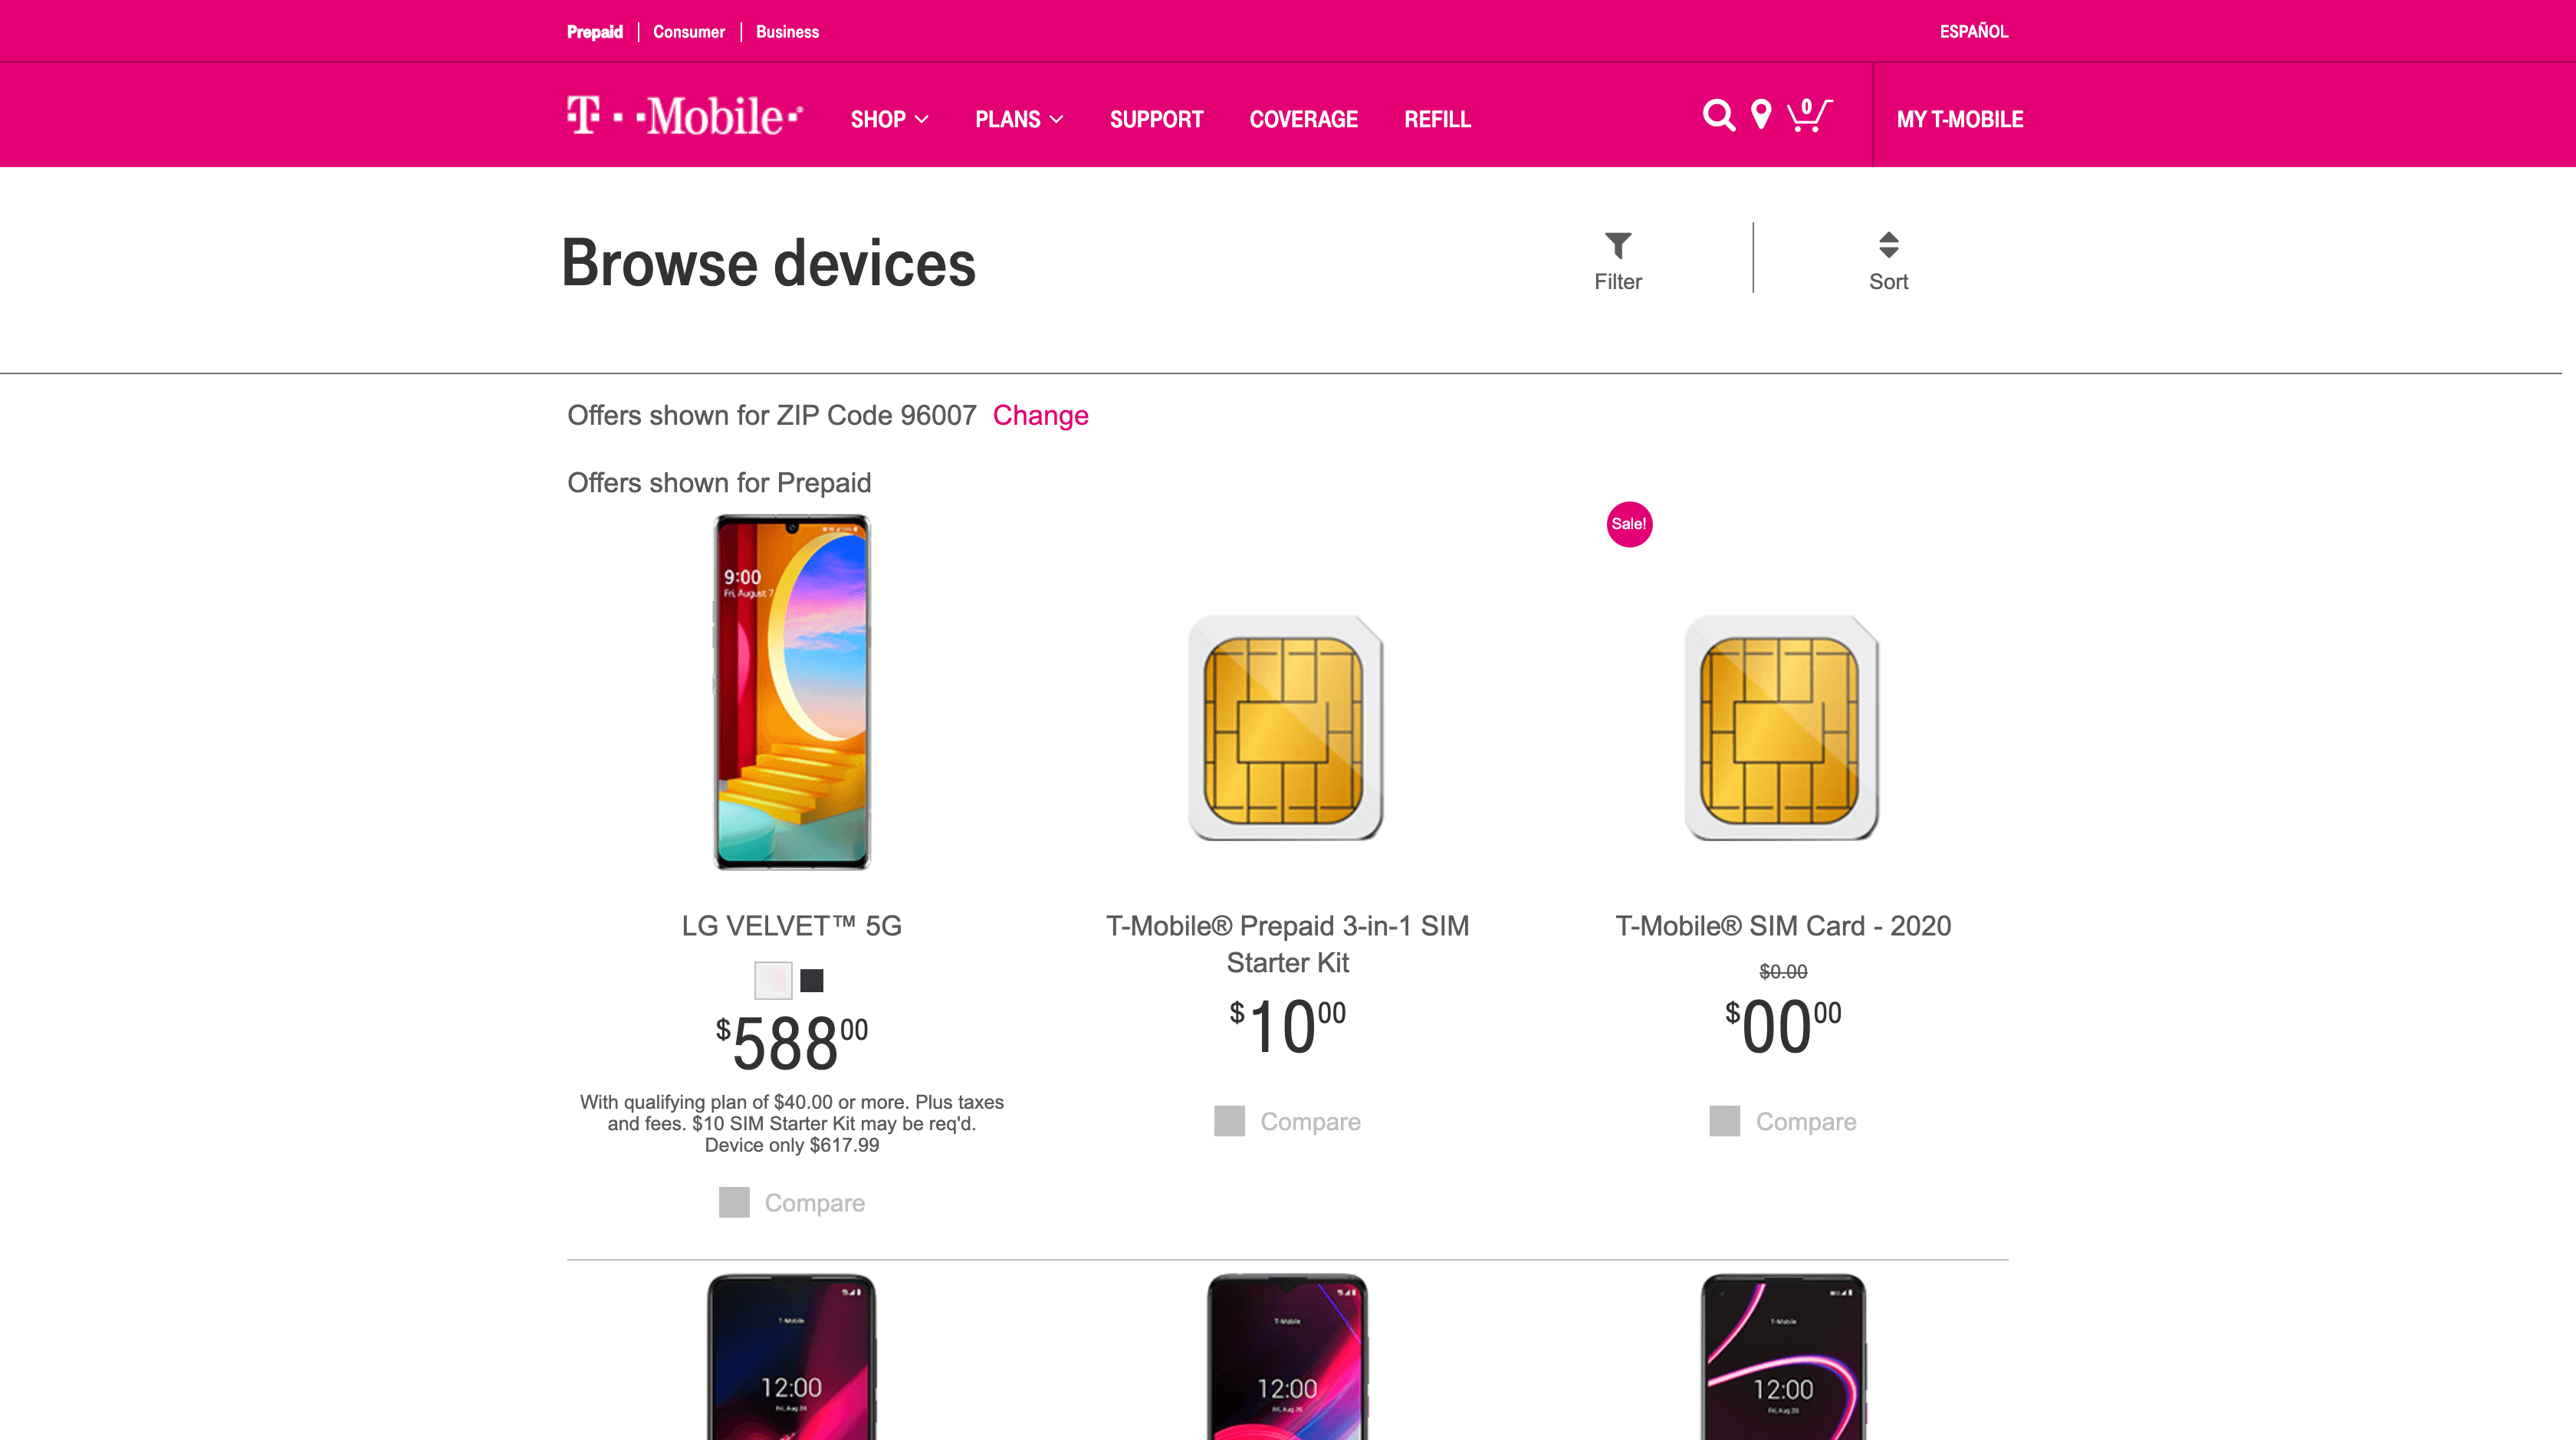 Prepaid
Consumer
Business
ESPAÑOL
T··Mobile·®
SHOP
PLANS
SUPPORT
COVERAGE
REFILL
0
MY T-MOBILE
Browse devices
Filter
Sort
Offers shown for ZIP Code 96007 Change
Offers shown for Prepaid
Sale!
9:00
Fri, August 7
LG VELVET™ 5G
$588 00
With qualifying plan of $40.00 or more. Plus taxes
and fees. $10 SIM Starter Kit may be req'd.
Device only $617.99
Compare
T-Mobile® Prepaid 3-in-1 SIM
Starter Kit
$10 00
Compare
T-Mobile® SIM Card - 2020
$0.00
$00 00
Compare
T-Mobile
12:00
T-Mobile
12:00
T-Mobile
12:00